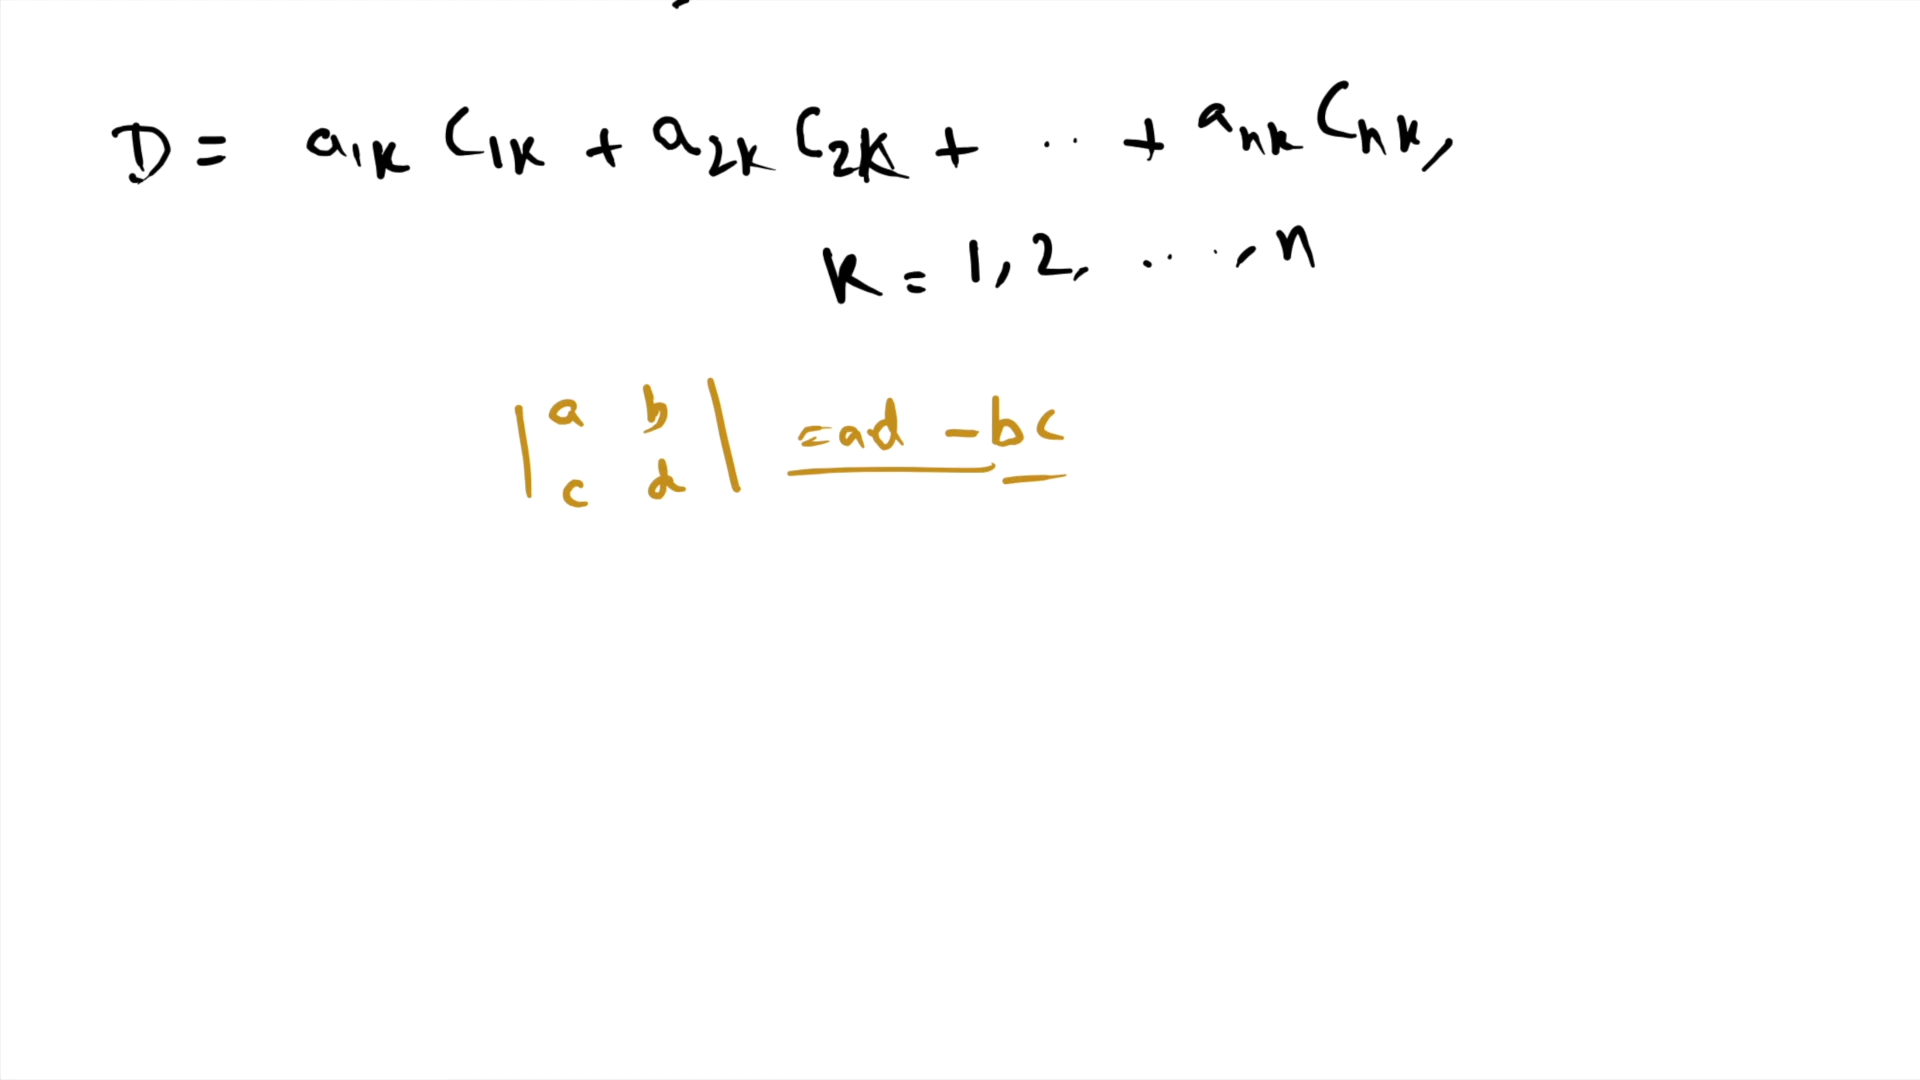 D = a1k C1k + a2k C2k + .. + ank Cnk,
k = 1, 2, ...., n
| a b | = ad - bc
| c d |